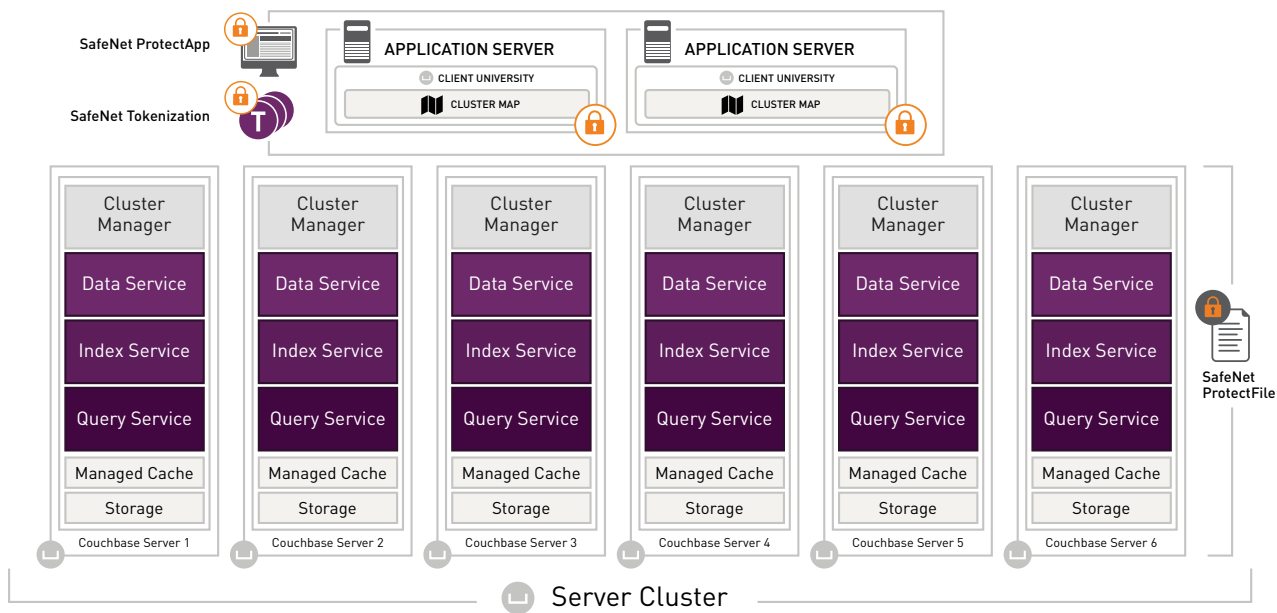 SafeNet ProtectApp
SafeNet Tokenization
T
APPLICATION SERVER
CLIENT UNIVERSITY
CLUSTER MAP
APPLICATION SERVER
CLIENT UNIVERSITY
CLUSTER MAP
Cluster
Manager
Data Service
Index Service
Query Service
Managed Cache
Storage
Couchbase Server 1
Cluster
Manager
Data Service
Index Service
Query Service
Managed Cache
Storage
Couchbase Server 2
Cluster
Manager
Data Service
Index Service
Query Service
Managed Cache
Storage
Couchbase Server 3
Cluster
Manager
Data Service
Index Service
Query Service
Managed Cache
Storage
Couchbase Server 4
Cluster
Manager
Data Service
Index Service
Query Service
Managed Cache
Storage
Couchbase Server 5
Cluster
Manager
Data Service
Index Service
Query Service
Managed Cache
Storage
Couchbase Server 6
SafeNet
ProtectFile
Server Cluster